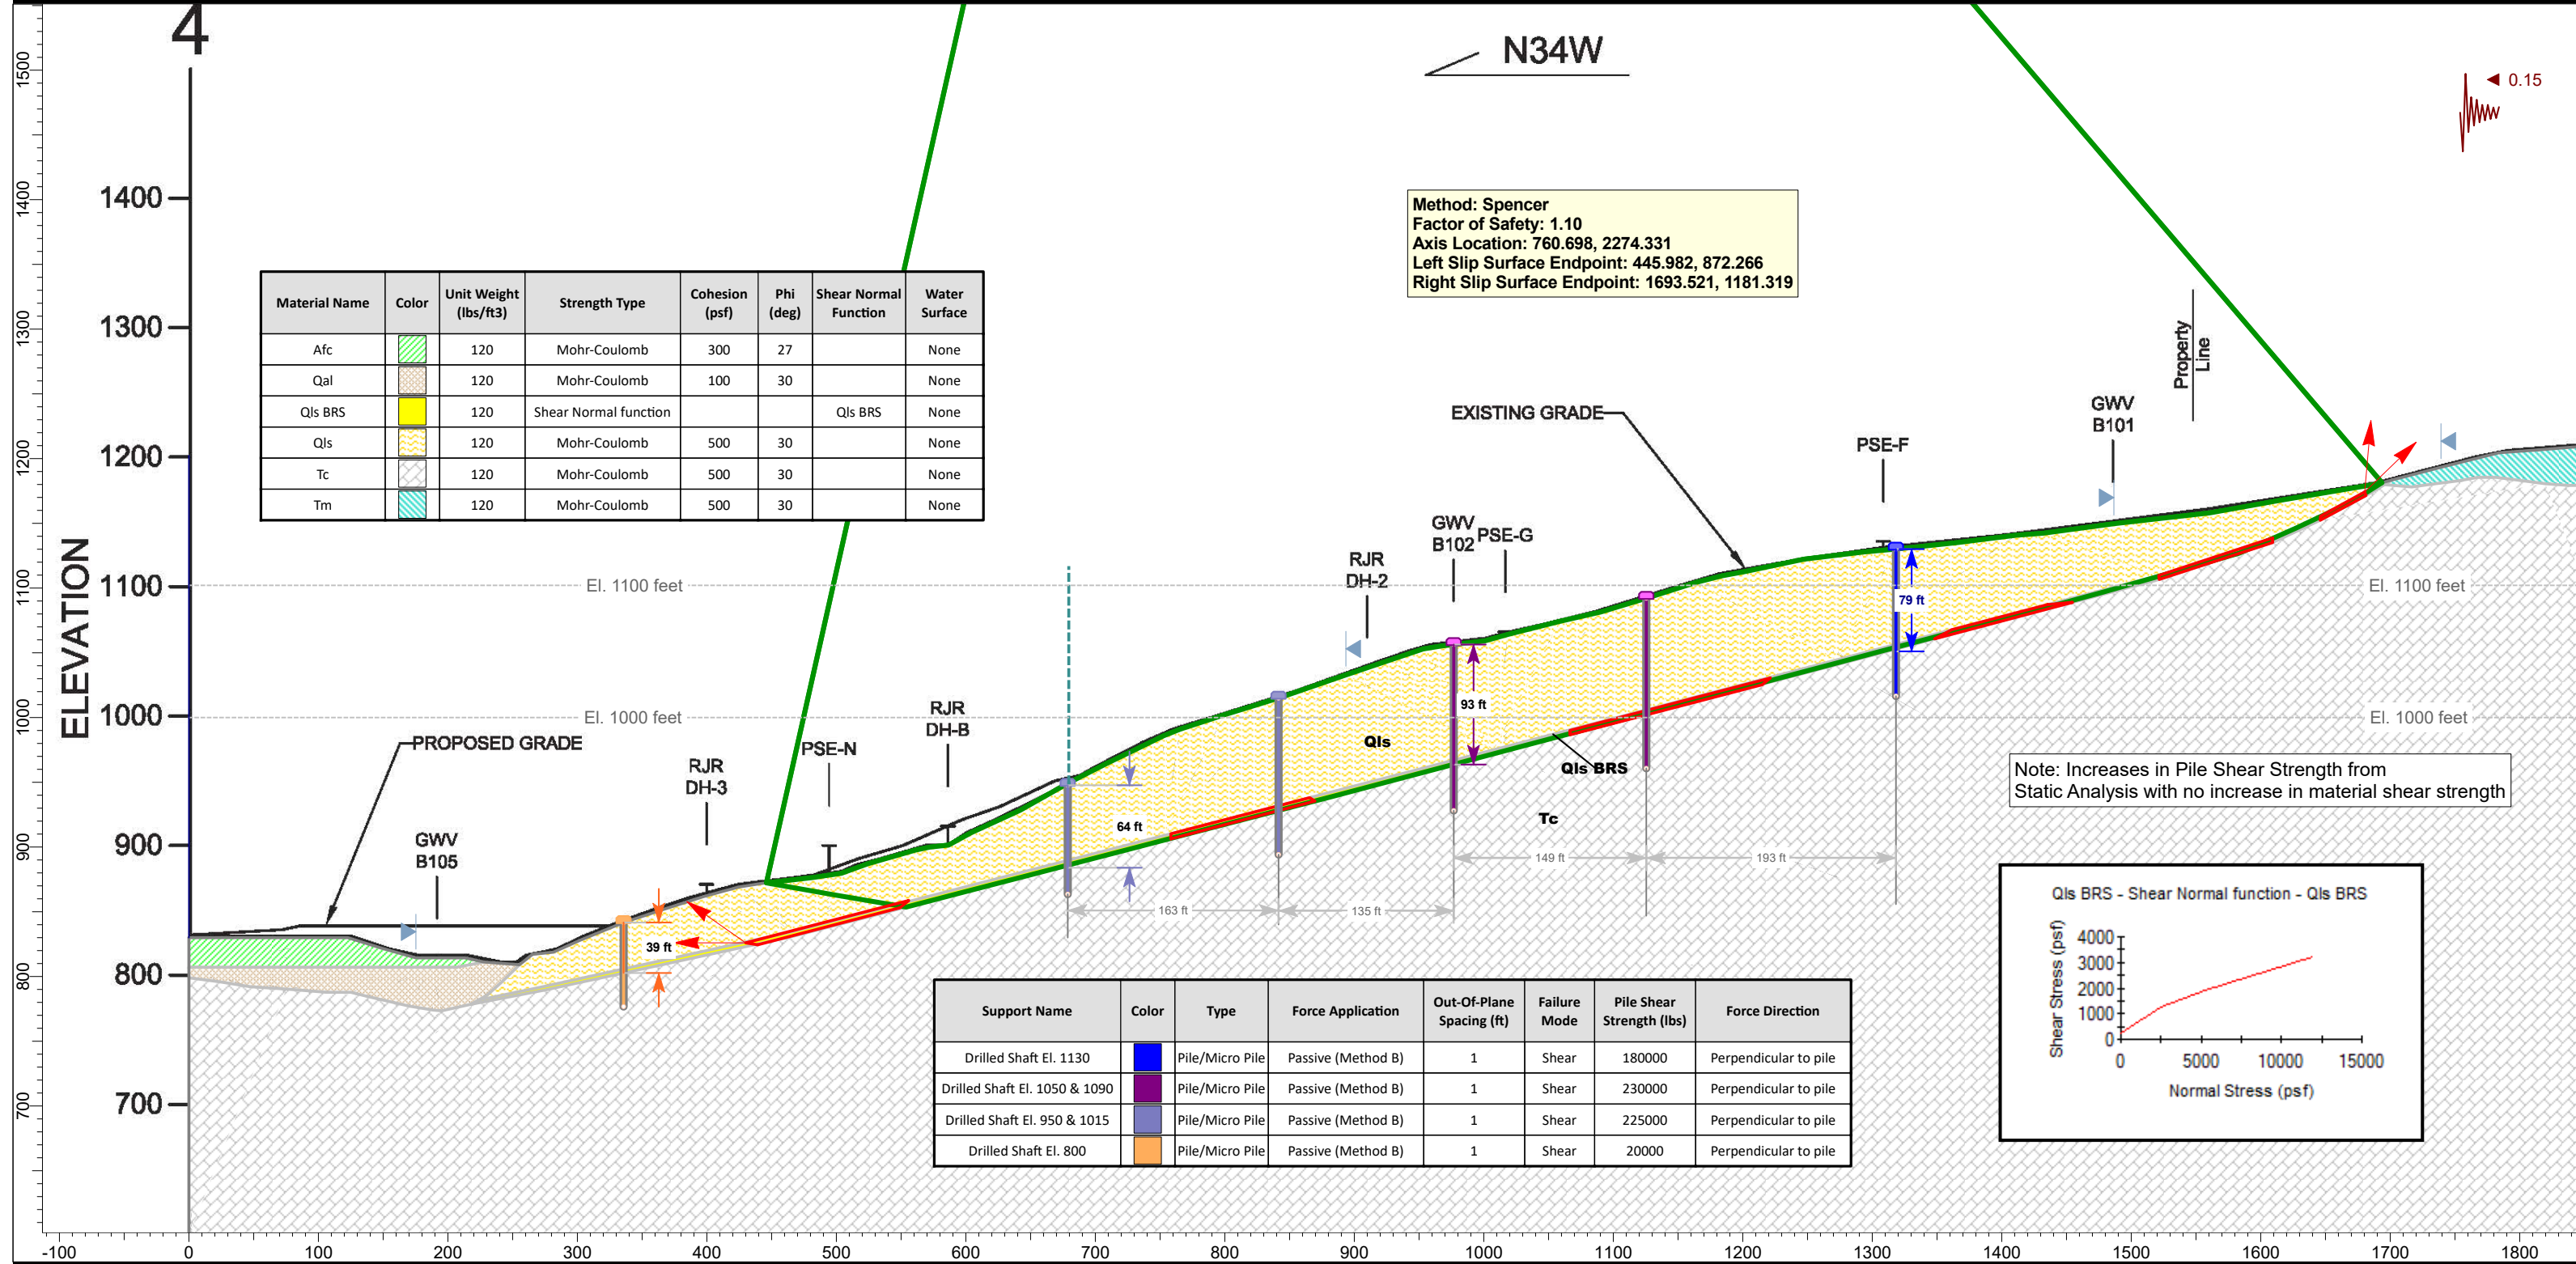 4
N34W
0.15
Method: Spencer
Factor of Safety: 1.10
Axis Location: 760.698, 2274.331
Left Slip Surface Endpoint: 445.982, 872.266
Right Slip Surface Endpoint: 1693.521, 1181.319
Material Name Color Unit Weight (lbs/ft3) Strength Type Cohesion (psf) Phi (deg) Shear Normal Function Water Surface
Afc 120 Mohr-Coulomb 300 27 None
Qal 120 Mohr-Coulomb 100 30 None
Qls BRS 120 Shear Normal function Qls BRS None
Qls 120 Mohr-Coulomb 500 30 None
Tc 120 Mohr-Coulomb 500 30 None
Tm 120 Mohr-Coulomb 500 30 None
Property
Line
EXISTING GRADE
GWV
B101
PSE-F
GWV
B102
PSE-G
RJR
DH-2
El. 1100 feet
El. 1100 feet
79 ft
93 ft
RJR
DH-B
El. 1000 feet
El. 1000 feet
PROPOSED GRADE
PSE-N
RJR
DH-3
Qls
Qls BRS
Tc
64 ft
GWV
B105
39 ft
163 ft
135 ft
149 ft
193 ft
Note: Increases in Pile Shear Strength from
Static Analysis with no increase in material shear strength
Qls BRS - Shear Normal function - Qls BRS
Shear Stress (psf)
4000
3000
2000
1000
0
0 5000 10000 15000
Normal Stress (psf)
Support Name Color Type Force Application Out-Of-Plane Spacing (ft) Failure Mode Pile Shear Strength (lbs) Force Direction
Drilled Shaft El. 1130 Pile/Micro Pile Passive (Method B) 1 Shear 180000 Perpendicular to pile
Drilled Shaft El. 1050 & 1090 Pile/Micro Pile Passive (Method B) 1 Shear 230000 Perpendicular to pile
Drilled Shaft El. 950 & 1015 Pile/Micro Pile Passive (Method B) 1 Shear 225000 Perpendicular to pile
Drilled Shaft El. 800 Pile/Micro Pile Passive (Method B) 1 Shear 20000 Perpendicular to pile
ELEVATION
1400
1300
1200
1100
1000
900
800
700
1500
1400
1300
1200
1100
1000
900
800
700
-100 0 100 200 300 400 500 600 700 800 900 1000 1100 1200 1300 1400 1500 1600 1700 1800